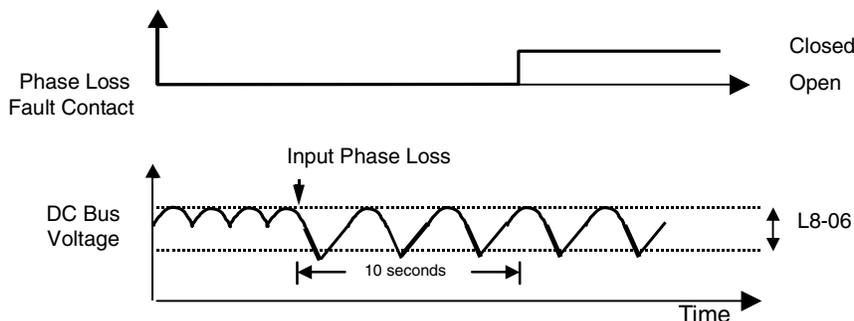 Closed
Phase Loss
Fault Contact
Open
Input Phase Loss
DC Bus
Voltage
L8-06
10 seconds
Time